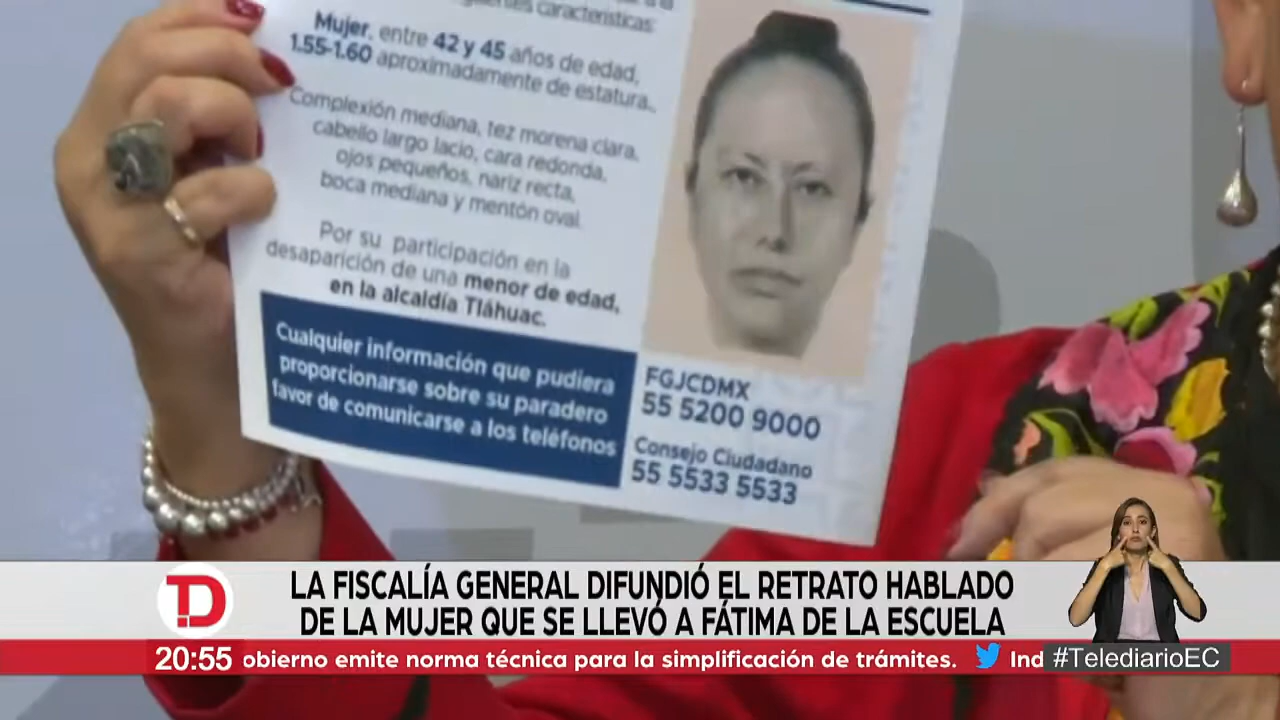 características:
Mujer, entre 42 y 45 años de edad,
1.55-1.60 aproximadamente de estatura.,
Complexión mediana, tez morena clara,
cabello largo lacio, cara redonda,
ojos pequeños, nariz recta,
boca mediana y mentón oval.
Por su participación en la
desaparición de una menor de edad,
en la alcaldía Tláhuac.
Cualquier información que pudiera
proporcionarse sobre su paradero
favor de comunicarse a los teléfonos
FGJCDMX
55 5200 9000
Consejo Ciudadano
55 5533 5533
TD
LA FISCALÍA GENERAL DIFUNDIÓ EL RETRATO HABLADO
DE LA MUJER QUE SE LLEVÓ A FÁTIMA DE LA ESCUELA
20:55 obierno emite norma técnica para la simplificación de trámites. Ind #TelediarioEC